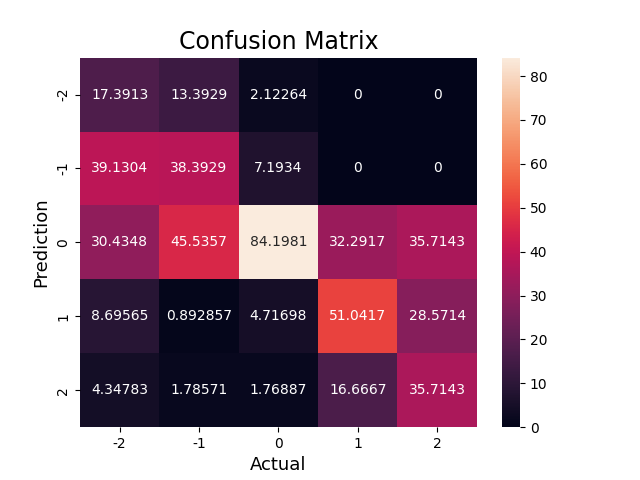 Confusion Matrix
Prediction
-2 17.3913 13.3929 2.12264 0 0
-1 39.1304 38.3929 7.1934 0 0
0 30.4348 45.5357 84.1981 32.2917 35.7143
1 8.69565 0.892857 4.71698 51.0417 28.5714
2 4.34783 1.78571 1.76887 16.6667 35.7143
-2 -1 0 1 2
Actual
80
70
60
50
40
30
20
10
0